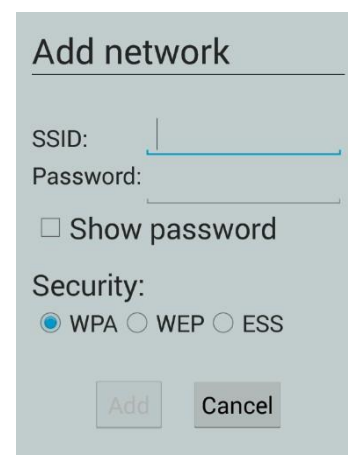 Add network
SSID:
Password:
Show password
Security:
WPA WEP ESS
Add Cancel